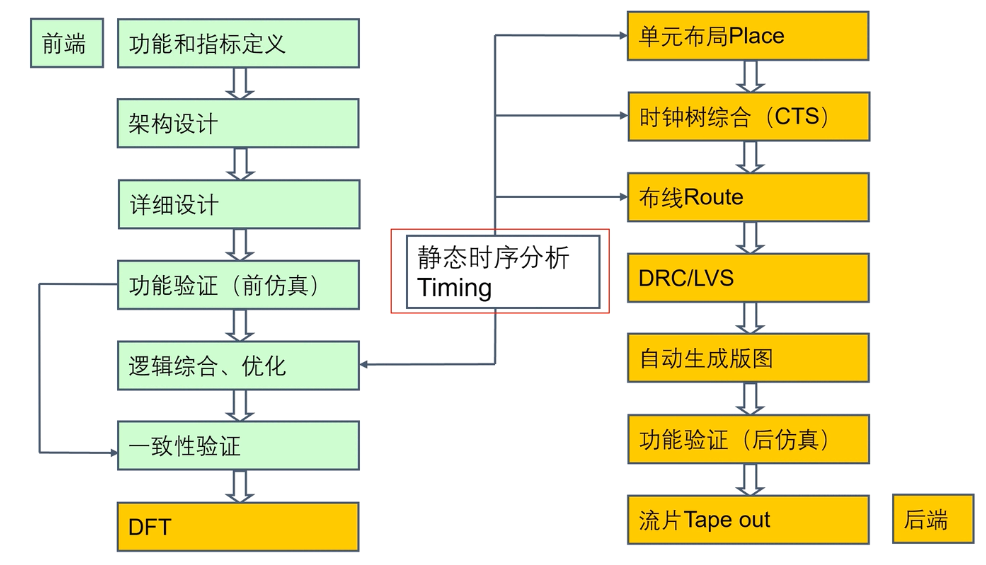 前端
功能和指标定义
架构设计
详细设计
功能验证（前仿真）
逻辑综合、优化
一致性验证
DFT
静态时序分析
Timing
单元布局Place
时钟树综合（CTS）
布线Route
DRC/LVS
自动生成版图
功能验证（后仿真）
流片Tape out
后端